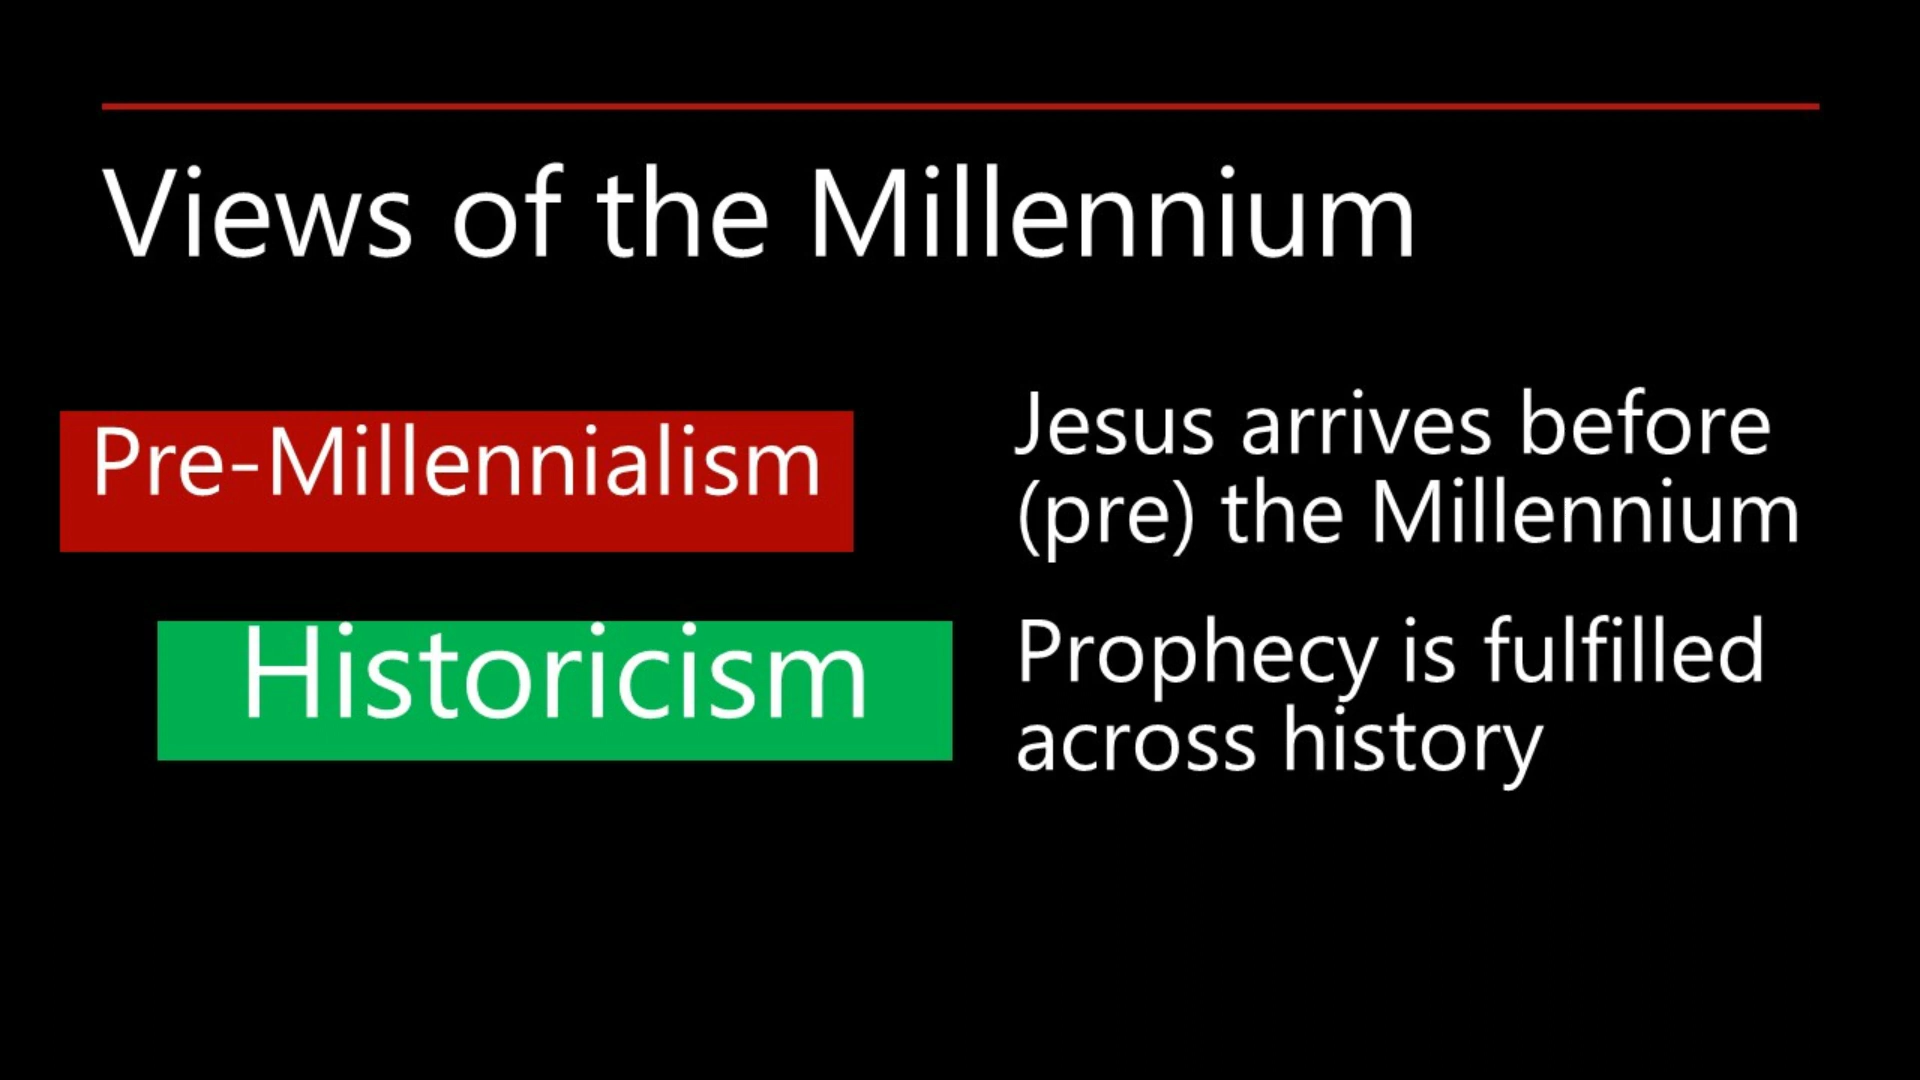 Views of the Millennium
Pre-Millennialism
Jesus arrives before
(pre) the Millennium
Historicism
Prophecy is fulfilled
across history